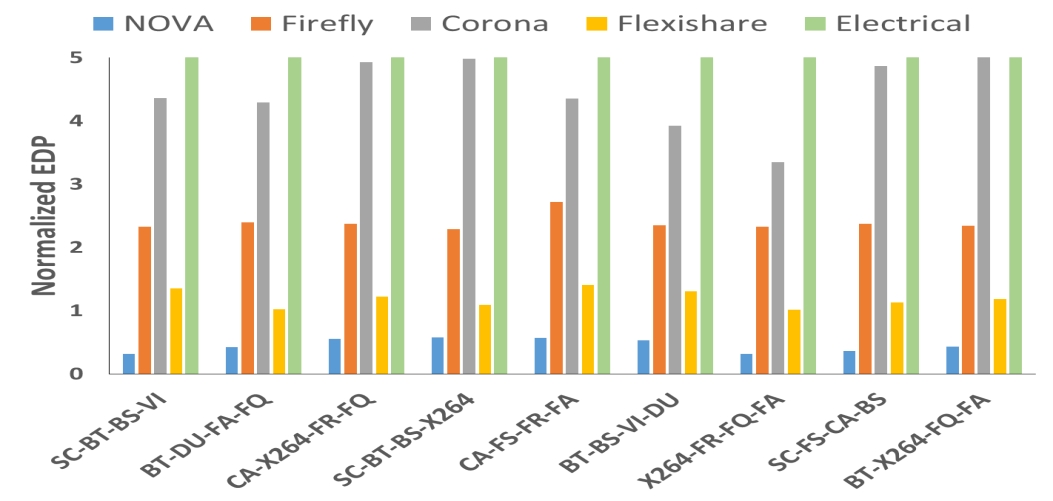 NOVA Firefly Corona Flexishare Electrical
Normalized EDP
5
4
3
2
1
0
SC-BT-BS-VI
BT-DU-FA-FQ
CA-X264-FR-FQ
SC-BT-BS-X264
CA-FS-FR-FA
BT-BS-VI-DU
X264-FR-FQ-FA
SC-FS-CA-BS
BT-X264-FQ-FA